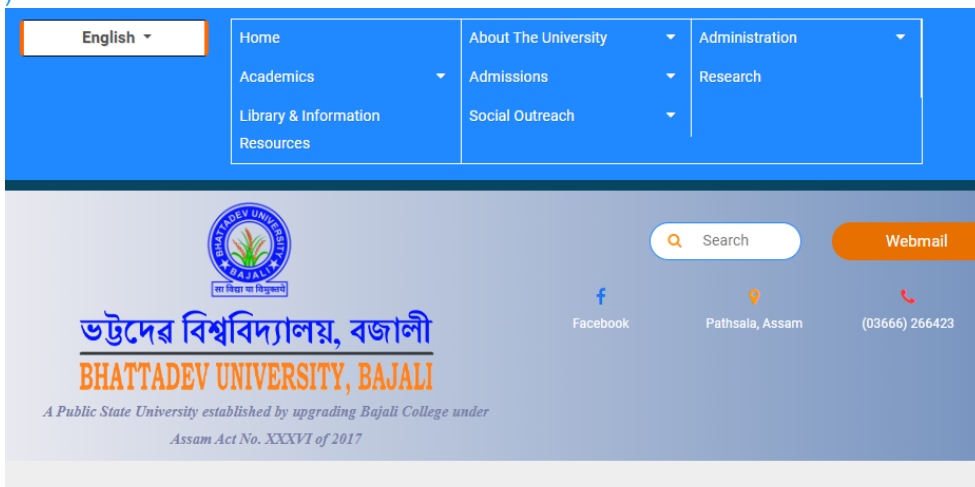 )
English
Home
About The University
Administration
Academics
Admissions
Research
Library & Information
Resources
Social Outreach
BHATTADEV UNIVERSITY
BAJALI
सा विद्या या विमुक्तये
Search
Webmail
ভট্টদেৱ বিশ্ববিদ্যালয়, বজালী
BHATTADEV UNIVERSITY, BAJALI
A Public State University established by upgrading Bajali College under
Assam Act No. XXXVI of 2017
Facebook
Pathsala, Assam
(03666) 266423